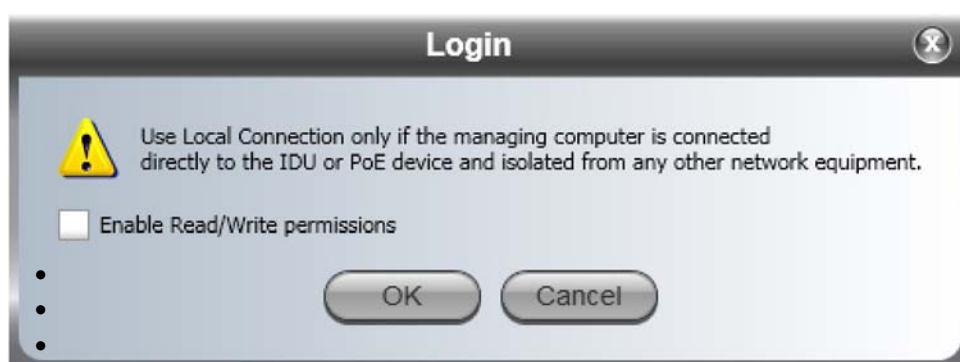 Login
Use Local Connection only if the managing computer is connected
directly to the IDU or PoE device and isolated from any other network equipment.
Enable Read/Write permissions
OK
Cancel